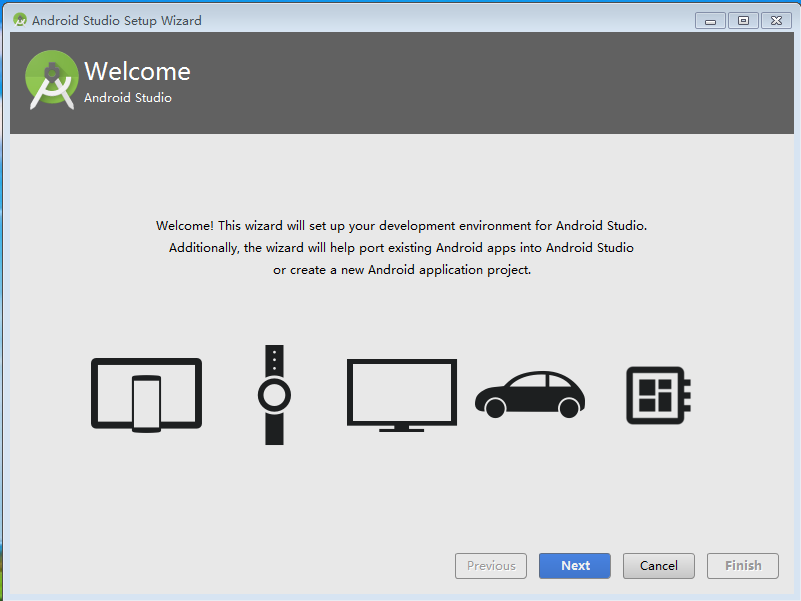 Android Studio Setup Wizard
Welcome
Android Studio
Welcome! This wizard will set up your development environment for Android Studio.
Additionally, the wizard will help port existing Android apps into Android Studio
or create a new Android application project.
Previous
Next
Cancel
Finish